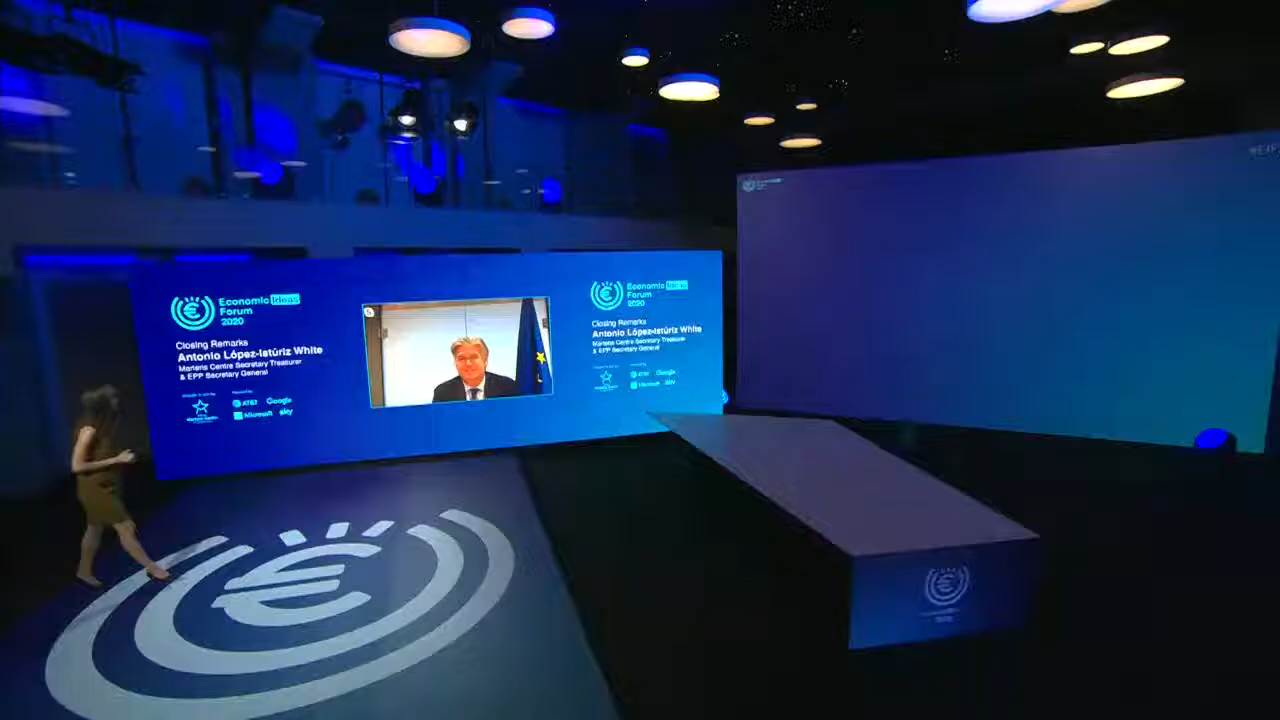 Economic Ideas
Forum
2020
Closing Remarks
Antonio López-Istúriz White
Martens Centre Secretary Treasurer
& EPP Secretary General
AT&T Google
Microsoft sky
Economic Ideas
Forum
2020
Closing Remarks
Antonio López-Istúriz White
Martens Centre Secretary Treasurer
& EPP Secretary General
AT&T Google
Microsoft sky